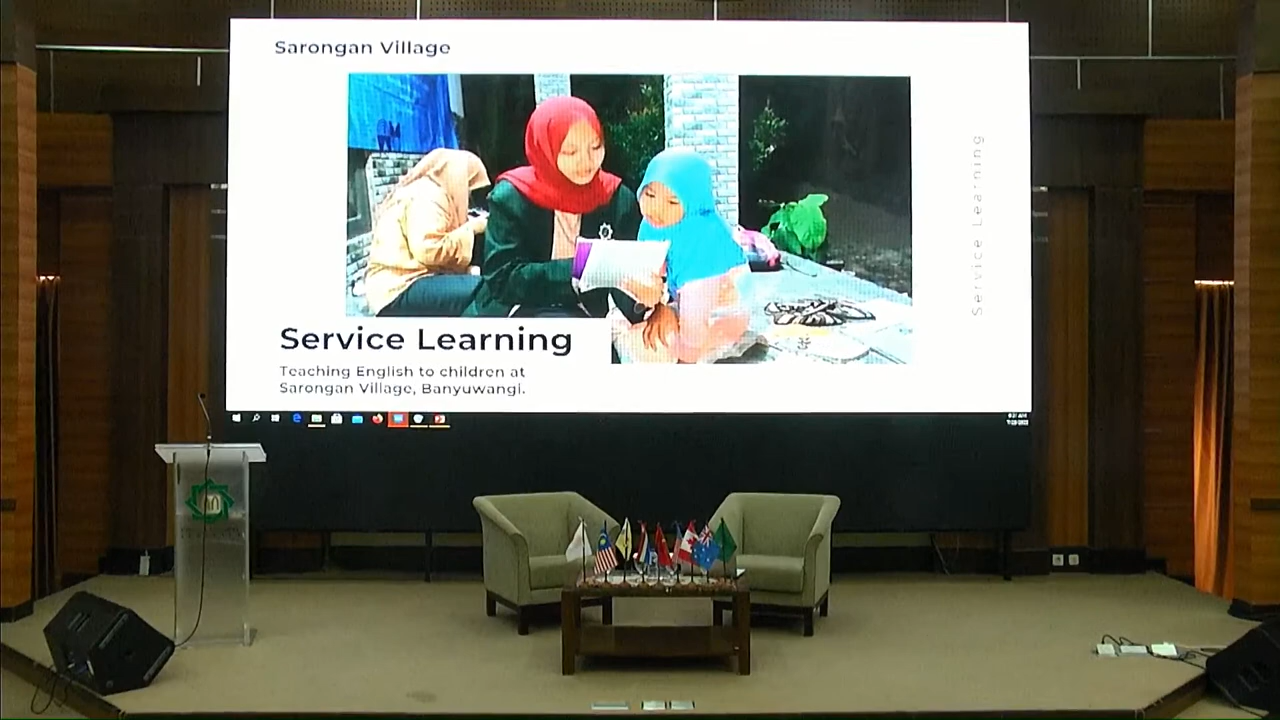 Sarongan Village
Service Learning
Service Learning
Teaching English to children at
Sarongan Village, Banyuwangi.